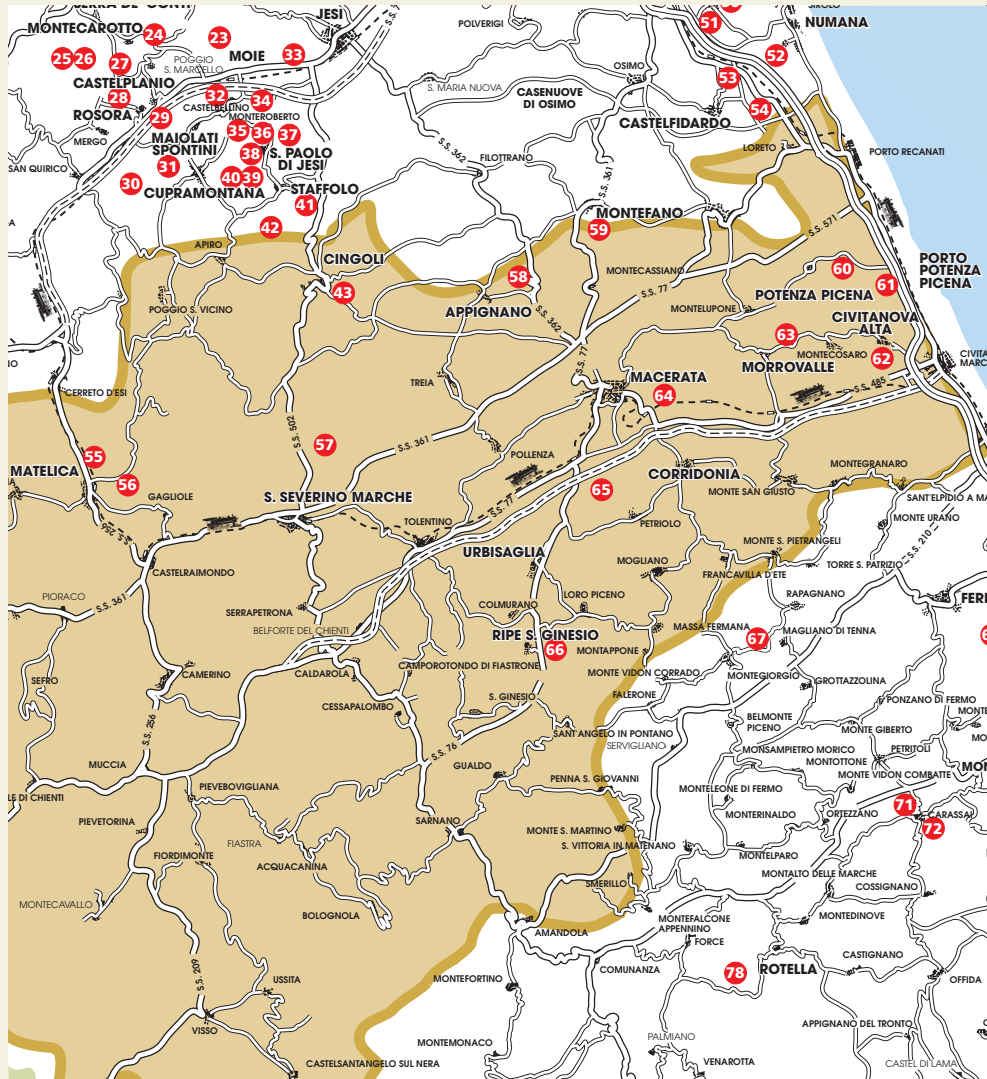 SERRA DE' CONTI
JESÌ
POLVERIGI
51
SIROLO
NUMANA
MONTECAROTTO
24
23
25
26
27
POGGIO
S. MARCELLO
MOIE
33
52
OSIMO
53
CASTELPLANIO
28
32
34
S. MARIA NUOVA
CASENUOVE
DI OSIMO
54
CASTELBELLINO
ROSORA
29
MONTEROBERTO
CASTELFIDARDO
MERGO
MAIOLATI
SPONTINI
35
36
37
LORETO
PORTO RECANATI
38
S. PAOLO
DI JESI
S.S. 362
FILOTTRANO
SAN QUIRICO
31
30
40
39
CUPRAMONTANA
STAFFOLO
S.S. 361
41
MONTEFANO
59
42
S.S. 571
APIRO
CINGOLI
PORTO
POTENZA
PICENA
MONTECASSIANO
60
58
S.S. 77
61
43
POTENZA PICENA
POGGIO S. VICINO
APPIGNANO
MONTELUPONE
S.S. 362
CIVITANOVA
ALTA
63
MONTECOSARO
62
S.S. 77
MORROVALLE
TREIA
MACERATA
64
S.S. 485
CERRETO D'ESI
S.S. 502
57
S.S. 361
55
MATELICA
56
POLLENZA
CORRIDONIA
MONTEGRANARO
GAGLIOLE
S. SEVERINO MARCHE
S.S. 77
65
MONTE SAN GIUSTO
S.S. 256
TOLENTINO
PETRIOLO
MONTE URANO
URBISAGLIA
MONTE S. PIETRANGELI
S.S. 210
CASTELRAIMONDO
MOGLIANO
FRANCAVILLA D'ETE
TORRE S. PATRIZIO
PIORACO
S.S. 361
SERRAPETRONA
COLMURANO
LORO PICENO
RAPAGNANO
BELFORTE DEL CHIENTI
RIPE S. GINESIO
66
MASSA FERMANA
67
MAGLIANO DI TENNA
MONTAPPONE
SEFRO
CAMERINO
CALDAROLA
CAMPOROTONDO DI FIASTRONE
MONTE VIDON CORRADO
MONTEGIORGIO
GROTTAZZOLINA
S. GINESIO
FALERONE
CESSAPALOMBO
PONZANO DI FERMO
S.S. 256
SANT'ANGELO IN PONTANO
BELMONTE
PICENO
MONTE GIBERTO
SERVIGLIANO
S.S. 76
MONSAMPIETRO MORICO
PETRITOLI
MUCCIA
GUALDO
MONTOTTONE
MONTE VIDON COMBATTE
PIEVEBOVIGLIANA
PENNA S. GIOVANNI
MONTELEONE DI FERMO
71
PIEVETORINA
SARNANO
MONTE S. MARTINO
MONTERINALDO
ORTEZZANO
CARASSAI
72
FIASTRA
S. VITTORIA IN MATENANO
FIORDIMONTE
ACQUACANINA
MONTELPARO
MONTALTO DELLE MARCHE
SMERILLO
COSSIGNANO
MONTECAVALLO
BOLOGNOLA
MONTEFALCONE
APPENNINO
MONTEDINOVE
AMANDOLA
FORCE
S.S. 209
COMUNANZA
78
ROTELLA
CASTIGNANO
USSITA
MONTEFORTINO
OFFIDA
VISSO
APPIGNANO DEL TRONTO
MONTEMONACO
PALMIANO
CASTELSANTANGELO SUL NERA
VENAROTTA
CASTEL DI LAMA